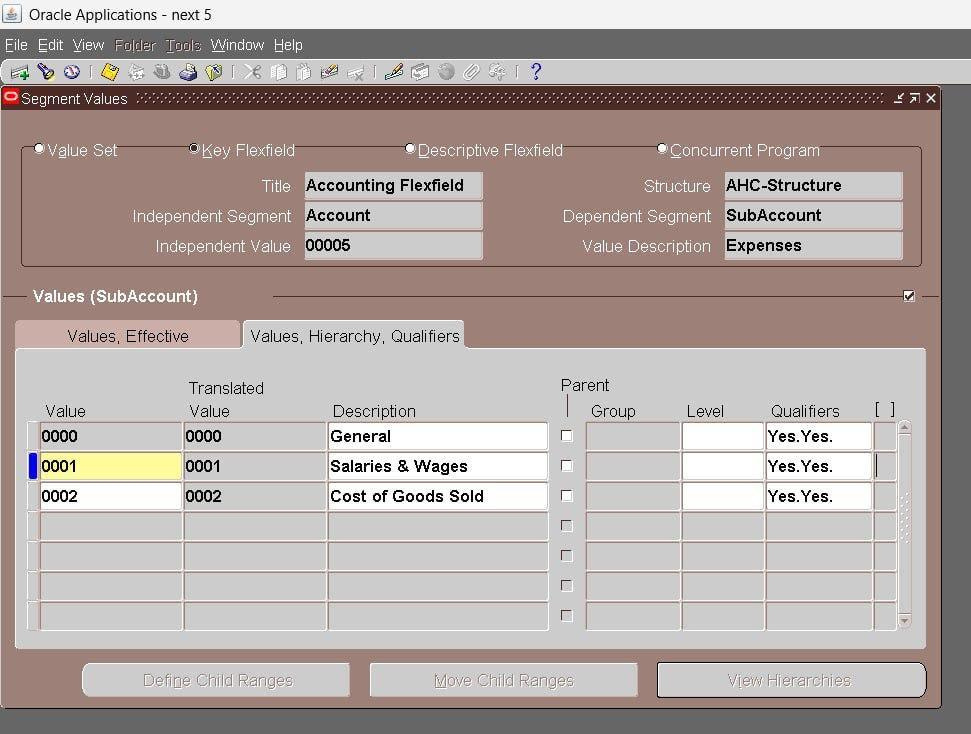 Oracle Applications - next 5
File Edit View Folder Tools Window Help
Segment Values
Value Set Key Flexfield Descriptive Flexfield Concurrent Program
Title Accounting Flexfield Structure AHC-Structure
Independent Segment Account Dependent Segment SubAccount
Independent Value 00005 Value Description Expenses
Values (SubAccount)
Values, Effective Values, Hierarchy, Qualifiers
Translated Parent
Value Value Description Group Level Qualifiers [ ]
0000 0000 General Yes.Yes.
0001 0001 Salaries & Wages Yes.Yes.
0002 0002 Cost of Goods Sold Yes.Yes.
Define Child Ranges Move Child Ranges View Hierarchies